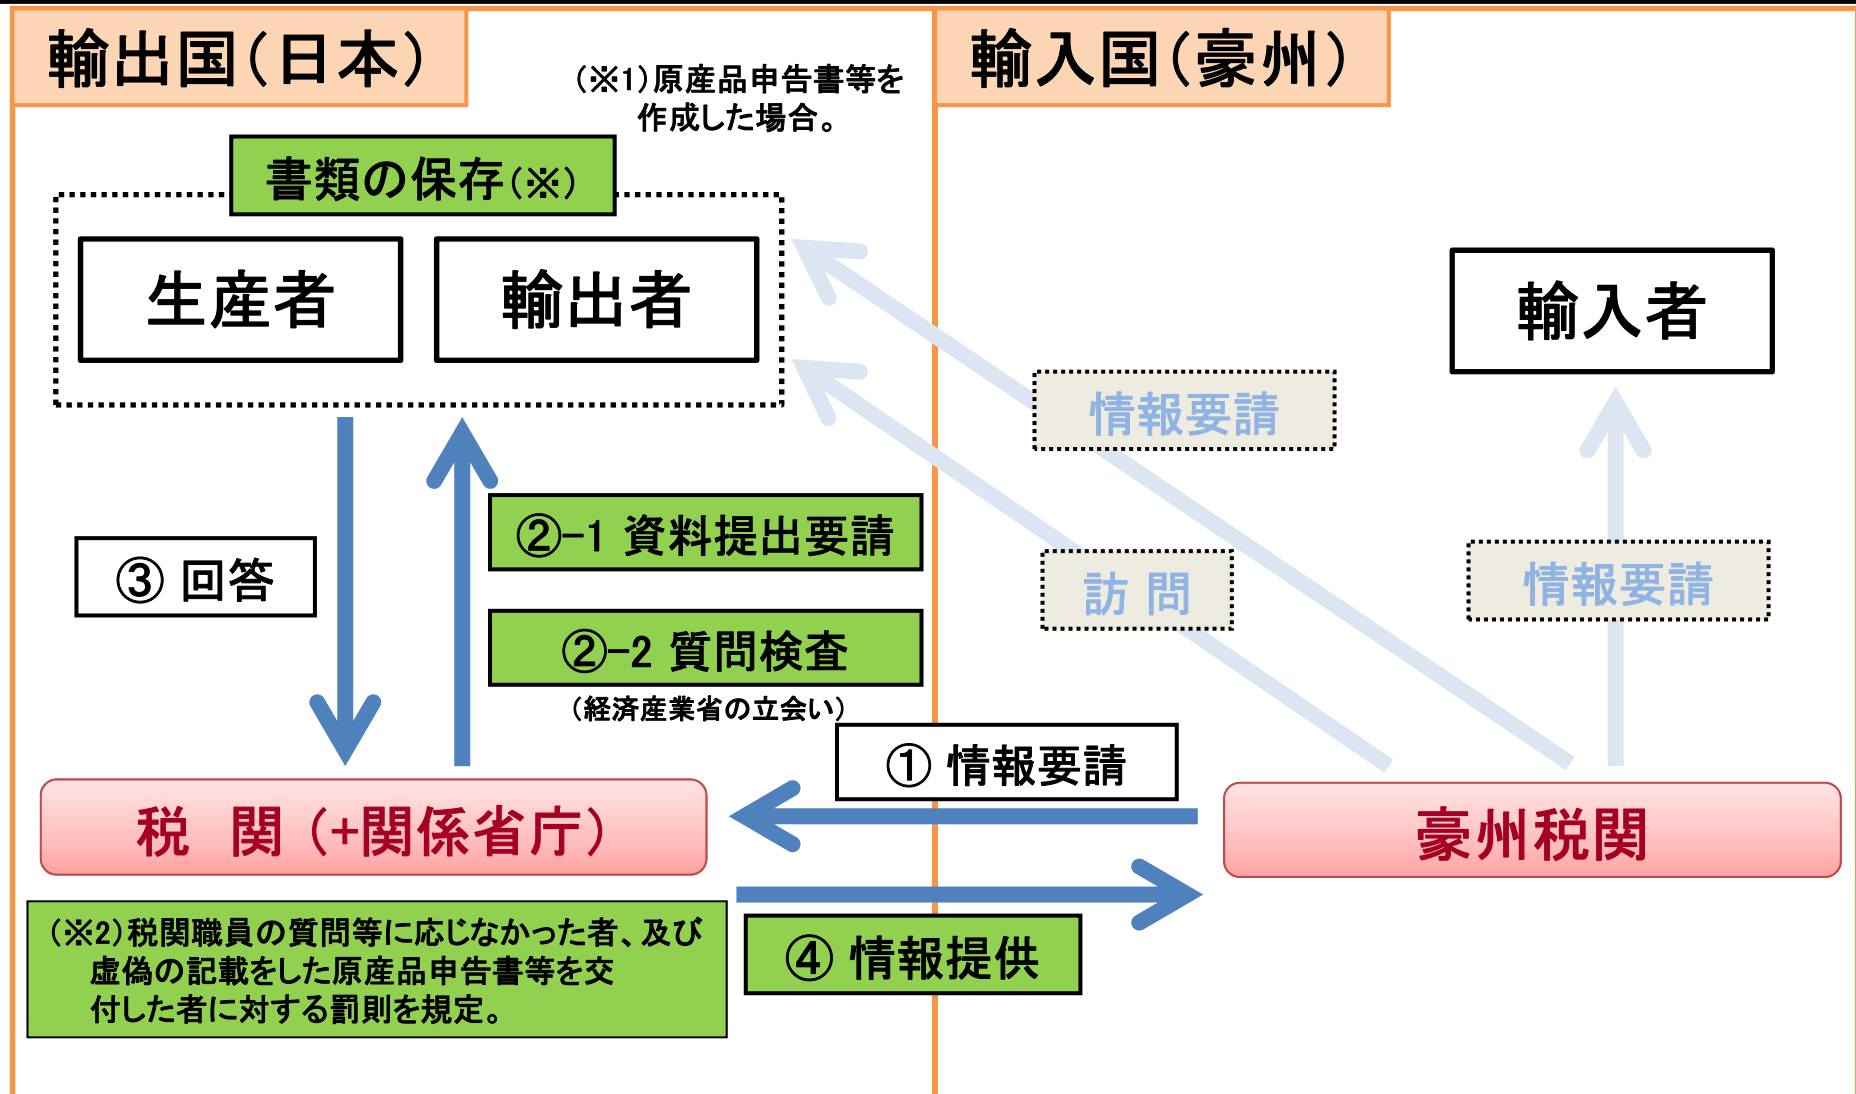 輸出国（日本）
（※1）原産品申告書等を
作成した場合。
書類の保存（※）
生産者
輸出者
③ 回答
②-1 資料提出要請
②-2 質問検査
（経済産業省の立会い）
税　関（+関係省庁）
（※2）税関職員の質問等に応じなかった者、及び
虚偽の記載をした原産品申告書等を交
付した者に対する罰則を規定。
輸入国（豪州）
輸入者
情報要請
訪 問
情報要請
① 情報要請
豪州税関
④ 情報提供